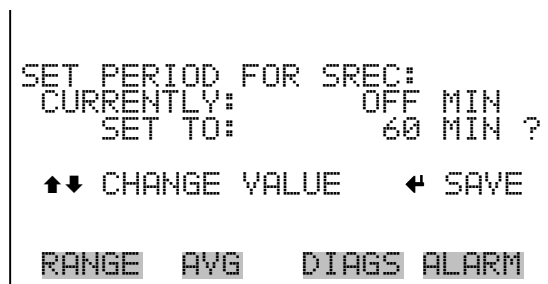 SET PERIOD FOR SREC:
CURRENTLY: OFF MIN
SET TO: 60 MIN ?
↑↓ CHANGE VALUE ↵ SAVE
RANGE AVG DIAGS ALARM